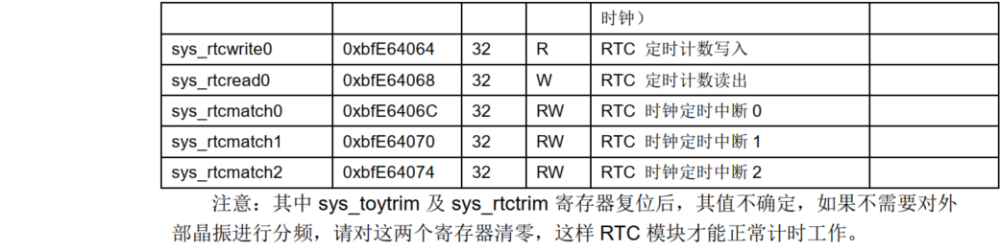 时钟）
sys_rtcwrite0 0xbfE64064 32 R RTC 定时计数写入
sys_rtcread0 0xbfE64068 32 W RTC 定时计数读出
sys_rtcmatch0 0xbfE6406C 32 RW RTC 时钟定时中断 0
sys_rtcmatch1 0xbfE64070 32 RW RTC 时钟定时中断 1
sys_rtcmatch2 0xbfE64074 32 RW RTC 时钟定时中断 2
注意：其中 sys_toytrim 及 sys_rtctrim 寄存器复位后，其值不确定，如果不需要对外
部晶振进行分频，请对这两个寄存器清零，这样 RTC 模块才能正常计时工作。